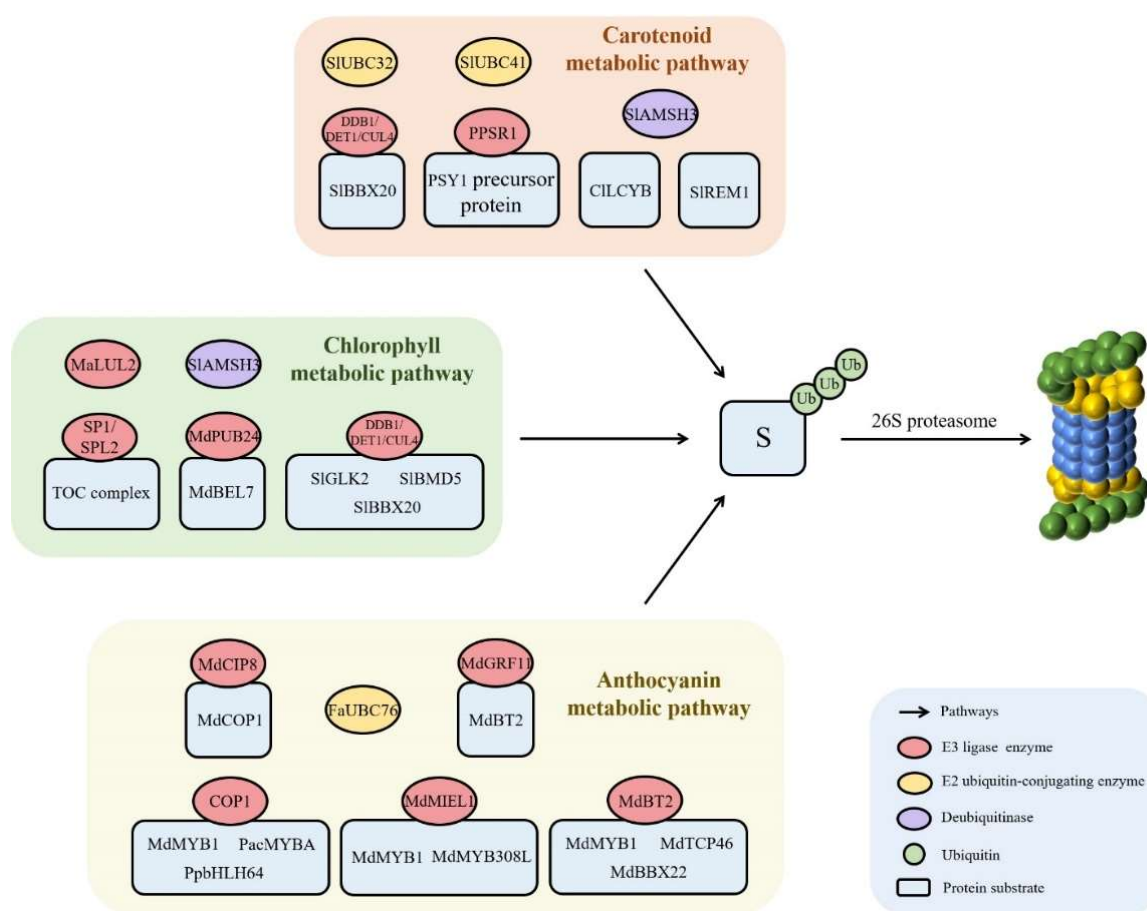 Carotenoid
metabolic pathway
SlUBC32
SlUBC41
SlAMSH3
DDB1/
DET1/CUL4
PPSR1
SlBBX20
PSY1 precursor
protein
ClLCYB
SlREM1
Chlorophyll
metabolic pathway
MaLUL2
SlAMSH3
SP1/
SPL2
MdPUB24
DDB1/
DET1/CUL4
TOC complex
MdBEL7
SlGLK2 SlBMD5
SlBBX20
Ub
Ub
Ub
S
26S proteasome
Anthocyanin
metabolic pathway
MdCIP8
MdGRF11
FaUBC76
MdCOP1
MdBT2
COP1
MdMIEL1
MdBT2
MdMYB1 PacMYBA
PpbHLH64
MdMYB1 MdMYB308L
MdMYB1 MdTCP46
MdBBX22
Pathways
E3 ligase enzyme
E2 ubiquitin-conjugating enzyme
Deubiquitinase
Ubiquitin
Protein substrate